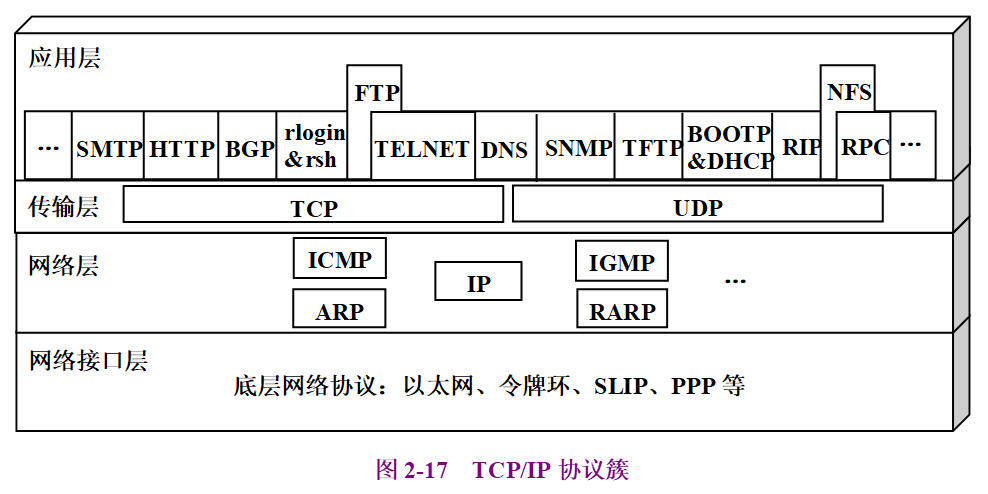 应用层
FTP
NFS
… SMTP HTTP BGP rlogin &rsh TELNET DNS SNMP TFTP BOOTP &DHCP RIP RPC …
传输层
TCP
UDP
网络层
ICMP
IP
IGMP
…
ARP
RARP
网络接口层
底层网络协议：以太网、令牌环、SLIP、PPP 等
图 2-17 TCP/IP 协议簇